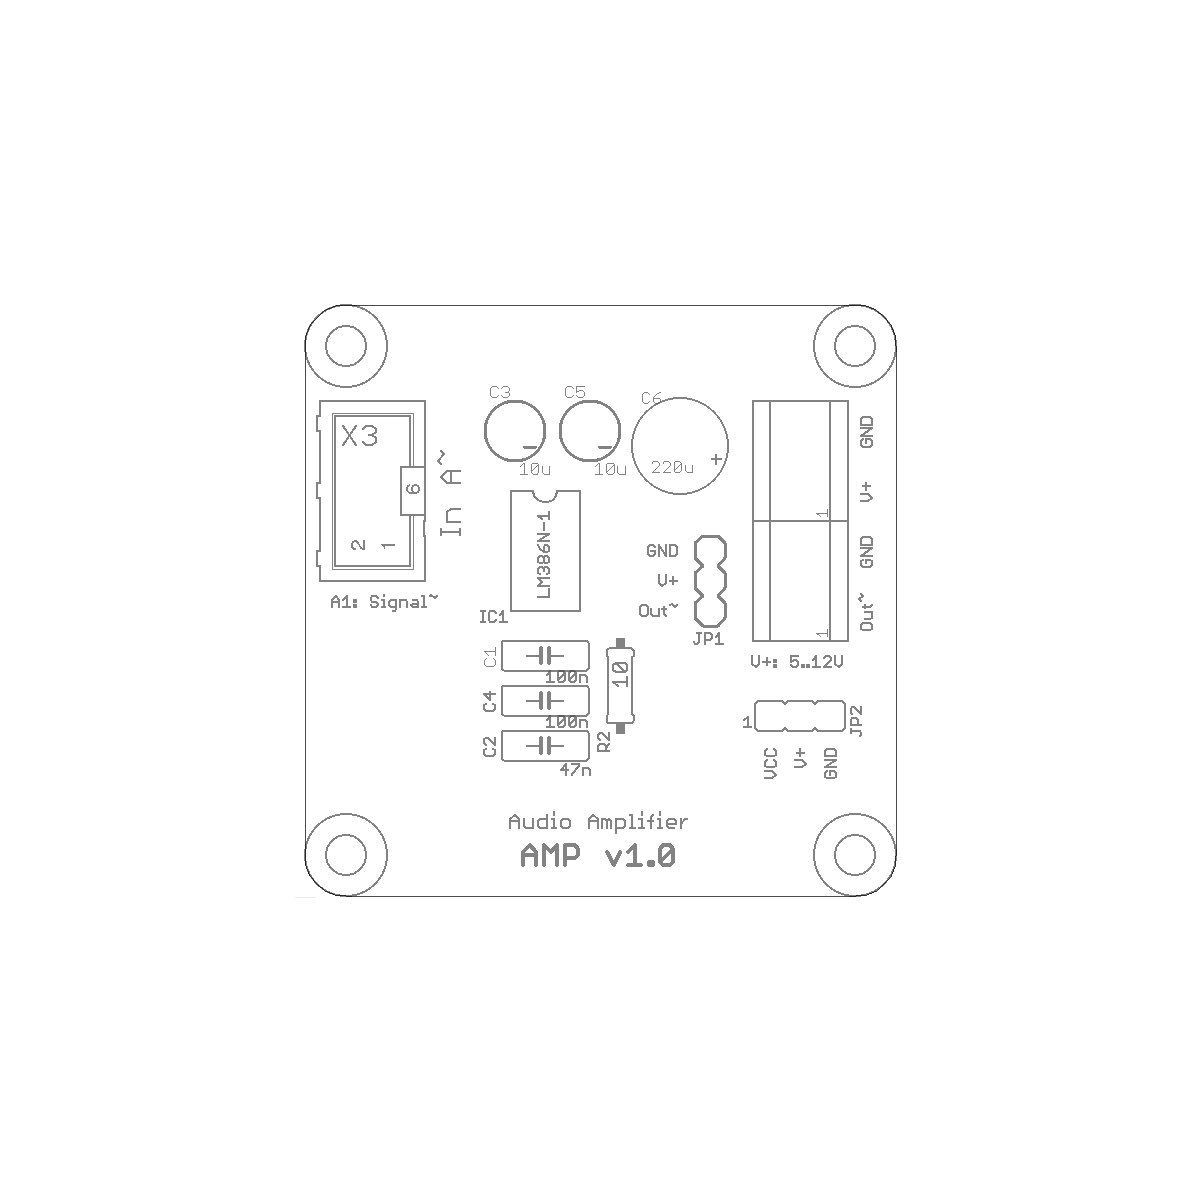 C3
C5
C6
10u
10u
220u
+
X3
6
2
1
In A~
A1: Signal~
LM386N-1
IC1
GND
V+
GND
Out~
1
1
GND
V+
Out~
JP1
V+: 5..12V
C1
100n
C4
100n
C2
47n
10
R2
1
JP2
VCC
V+
GND
Audio Amplifier
AMP v1.0